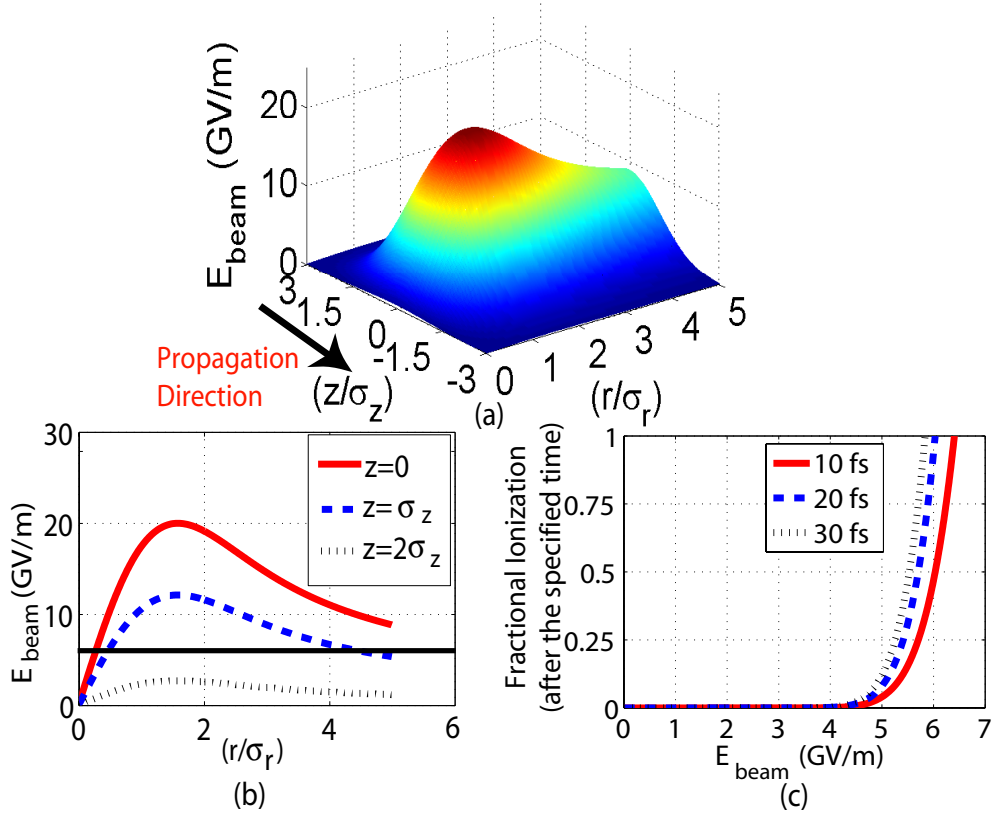 E_beam (GV/m)
20
10
0
3
1.5
0
-1.5
-3
0
1
2
3
4
5
Propagation
Direction
(z/σ_z)
(r/σ_r)
(a)
30
20
10
0
E_beam (GV/m)
z=0
z=σ_z
z=2σ_z
0
2
4
6
(r/σ_r)
(b)
Fractional Ionization
(after the specified time)
1
0.75
0.5
0.25
0
10 fs
20 fs
30 fs
0
1
2
3
4
5
6
7
E_beam (GV/m)
(c)